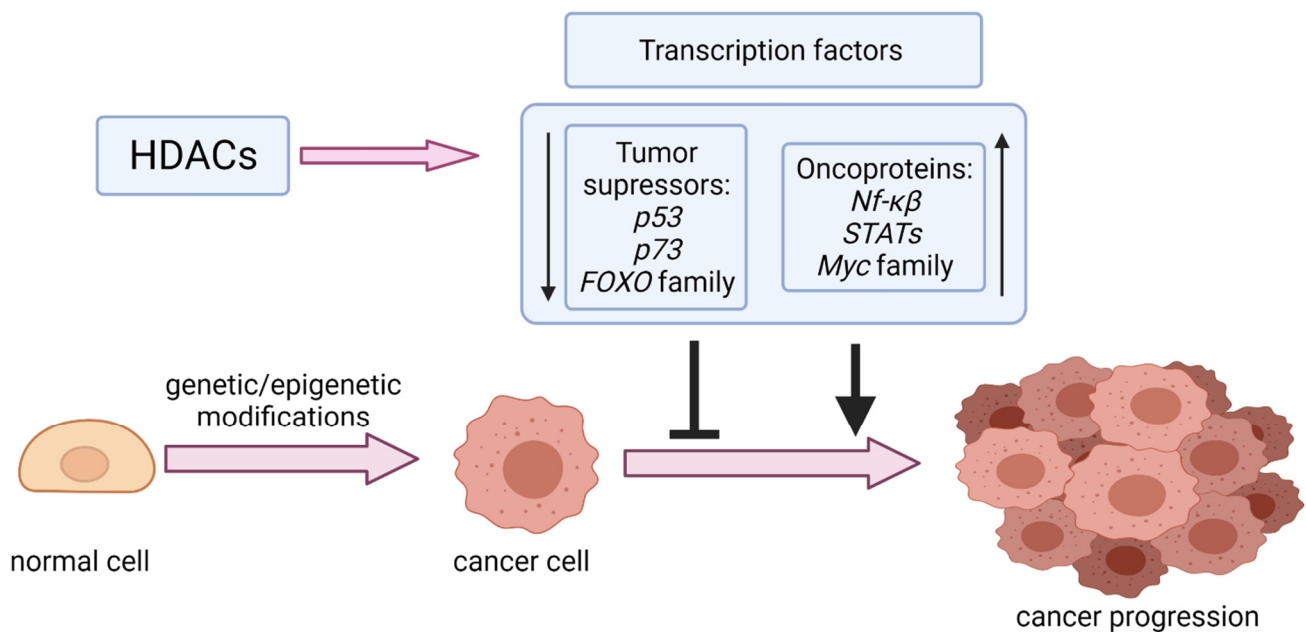 Transcription factors
HDACs
Tumor
supressors:
p53
p73
FOXO family
Oncoproteins:
Nf-κβ
STATs
Myc family
genetic/epigenetic
modifications
normal cell
cancer cell
cancer progression